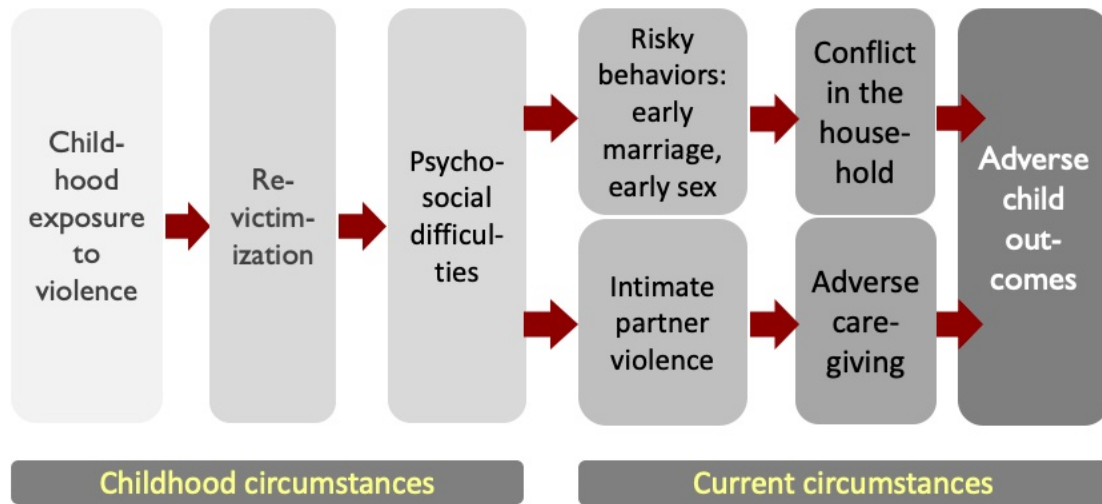 Child-
hood
exposure
to
violence
Re-
victim-
ization
Psycho-
social
difficul-
ties
Risky
behaviors:
early
marriage,
early sex
Conflict
in the
house-
hold
Intimate
partner
violence
Adverse
care-
giving
Adverse
child
out-
comes
Childhood circumstances
Current circumstances